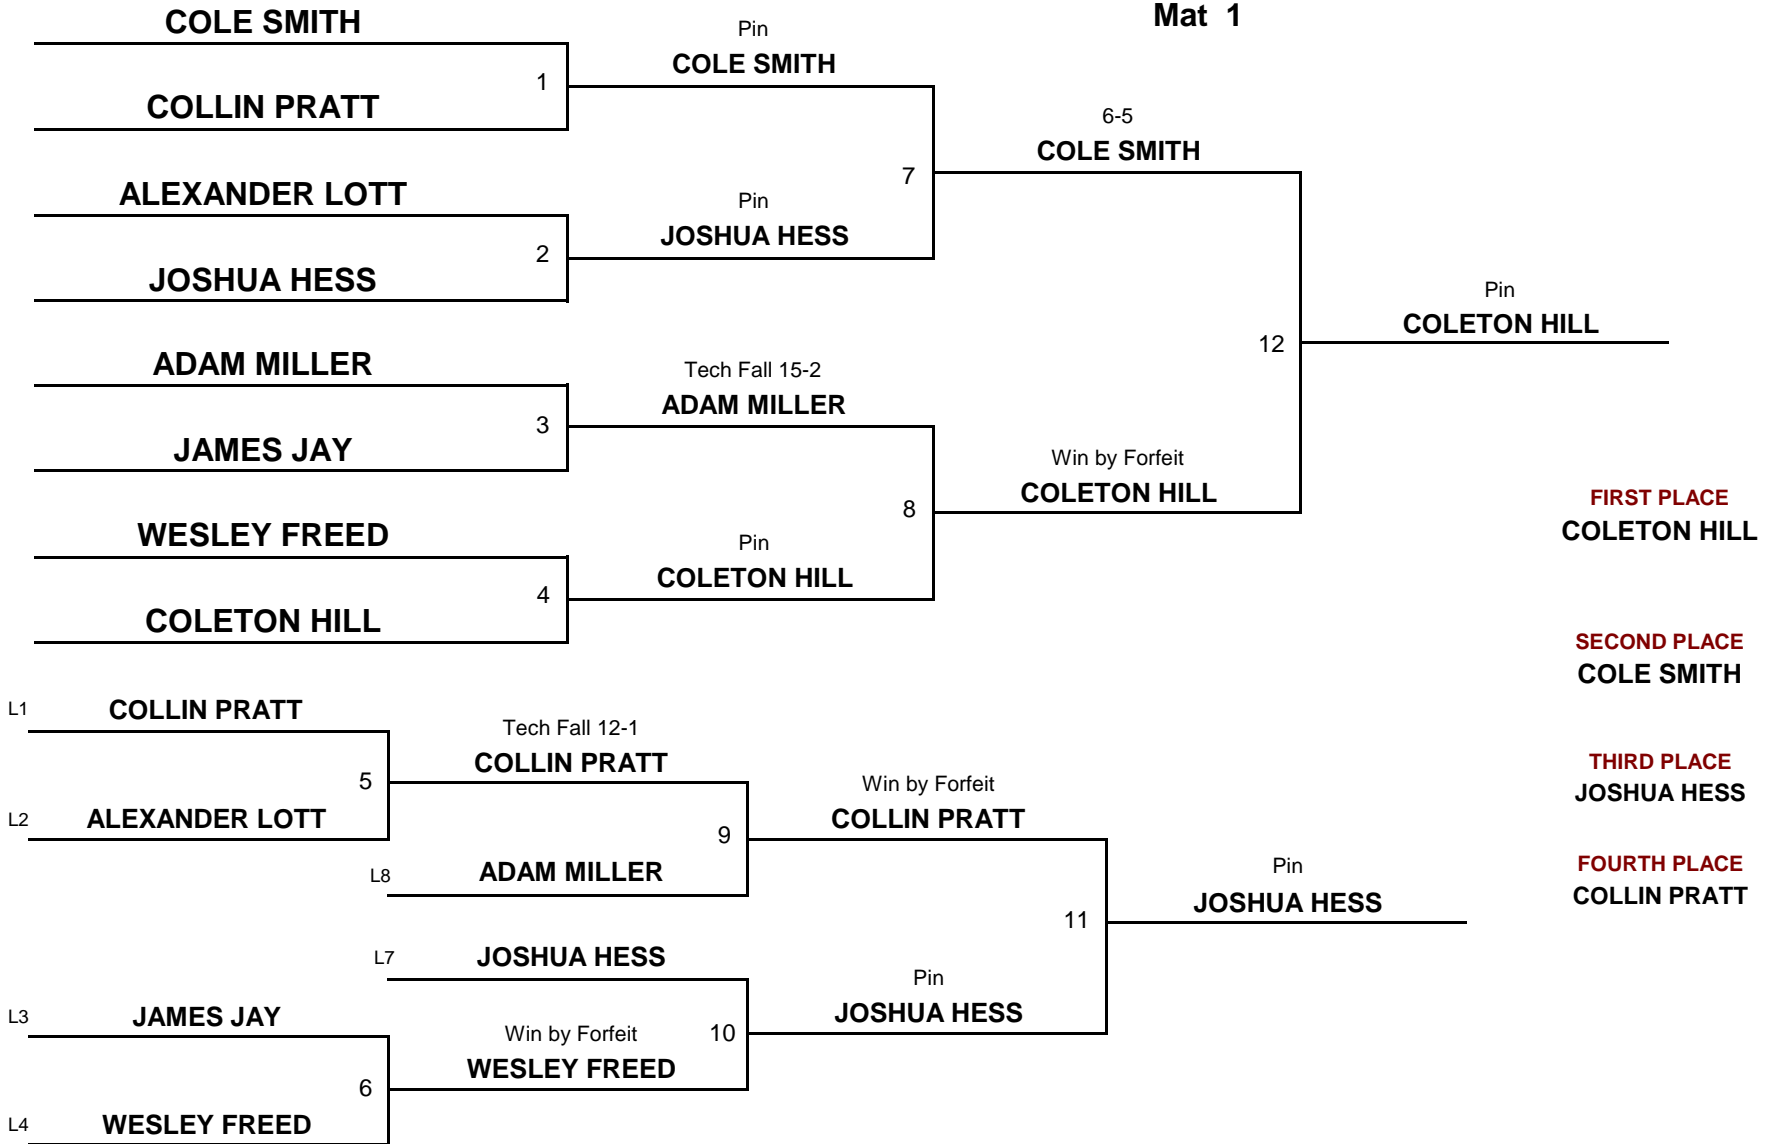 Mat 1
COLE SMITH
1
COLLIN PRATT
Pin
COLE SMITH
ALEXANDER LOTT
2
JOSHUA HESS
Pin
JOSHUA HESS
7
6-5
COLE SMITH
ADAM MILLER
3
JAMES JAY
Tech Fall 15-2
ADAM MILLER
WESLEY FREED
4
COLETON HILL
Pin
COLETON HILL
8
Win by Forfeit
COLETON HILL
12
Pin
COLETON HILL
FIRST PLACE
COLETON HILL
SECOND PLACE
COLE SMITH
THIRD PLACE
JOSHUA HESS
FOURTH PLACE
COLLIN PRATT
L1 COLLIN PRATT
5
L2 ALEXANDER LOTT
Tech Fall 12-1
COLLIN PRATT
9
L8 ADAM MILLER
Win by Forfeit
COLLIN PRATT
L7 JOSHUA HESS
L3 JAMES JAY
6
L4 WESLEY FREED
Win by Forfeit
WESLEY FREED
10
Pin
JOSHUA HESS
11
Pin
JOSHUA HESS